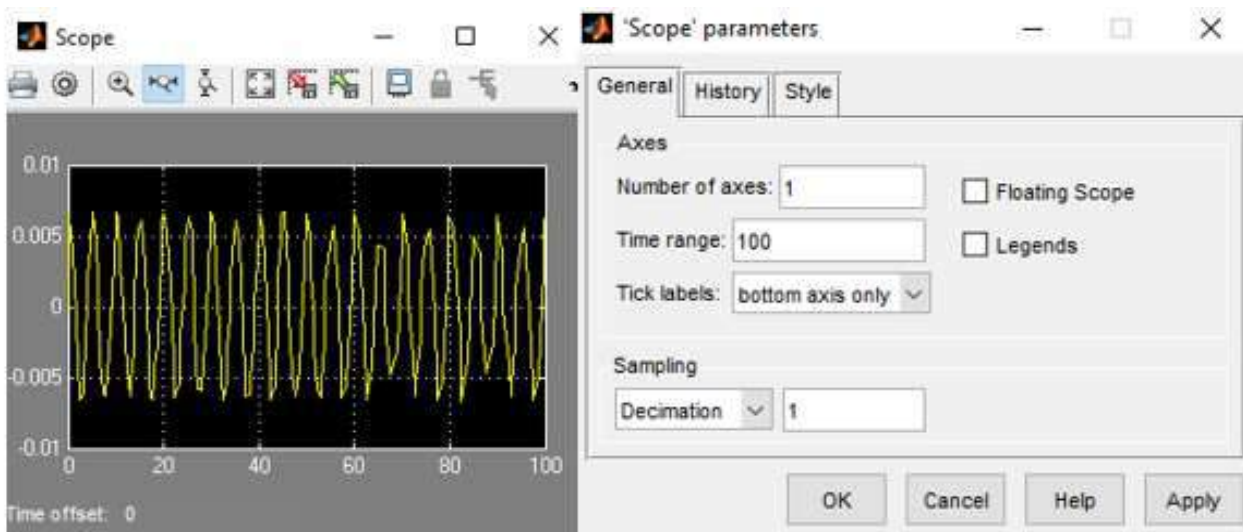 Scope
0.01
0.005
0
-0.005
-0.01
0 20 40 60 80 100
Time offset: 0
'Scope' parameters
General History Style
Axes
Number of axes: 1 Floating Scope
Time range: 100 Legends
Tick labels: bottom axis only
Sampling
Decimation 1
OK Cancel Help Apply